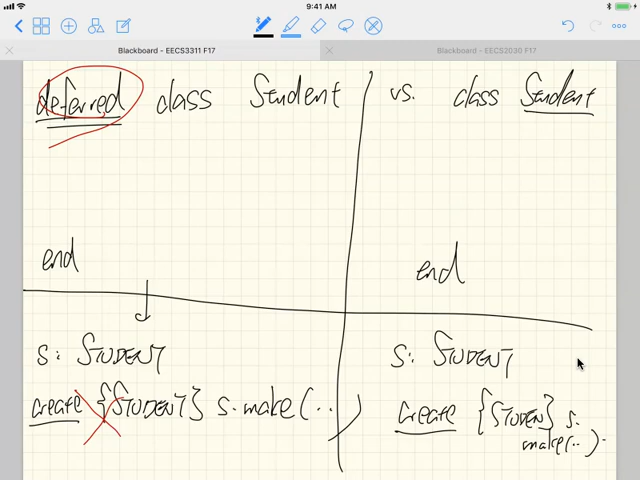 9:41 AM
Blackboard - EECS3311 F17
Blackboard - EECS2030 F17
deferred class Student vs. class Student
end end
s: STUDENT s: STUDENT
create {STUDENT} s.make(..) create {STUDEN} s.
make(..).